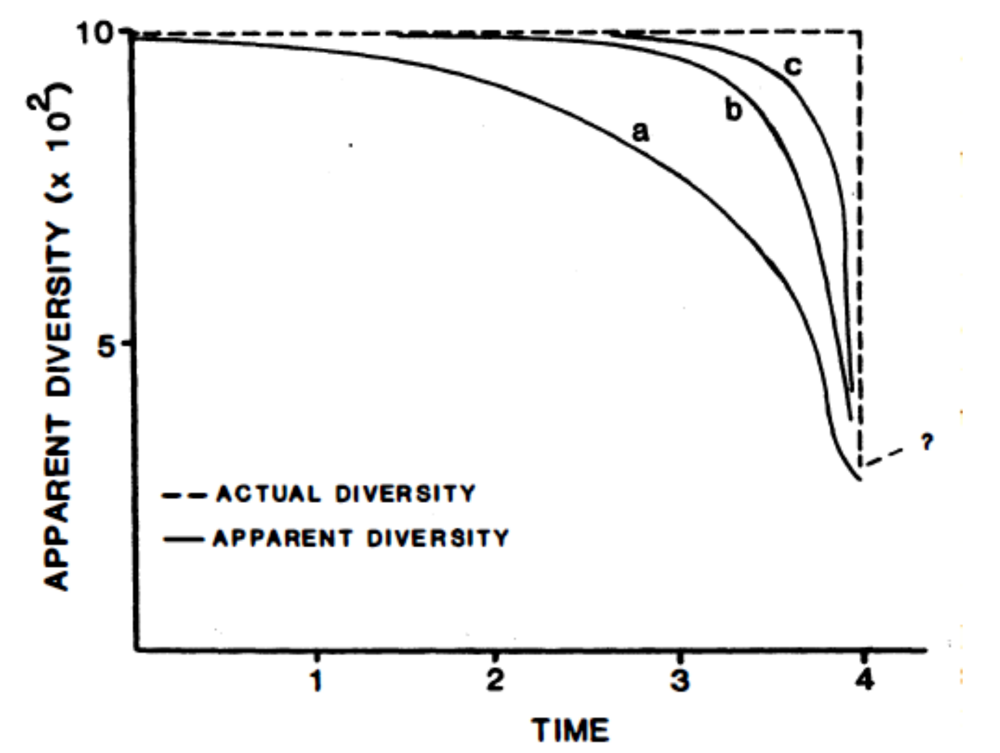 APPARENT DIVERSITY (x 10²)
10
5
a
b
c
?
-- ACTUAL DIVERSITY
— APPARENT DIVERSITY
1 2 3 4
TIME